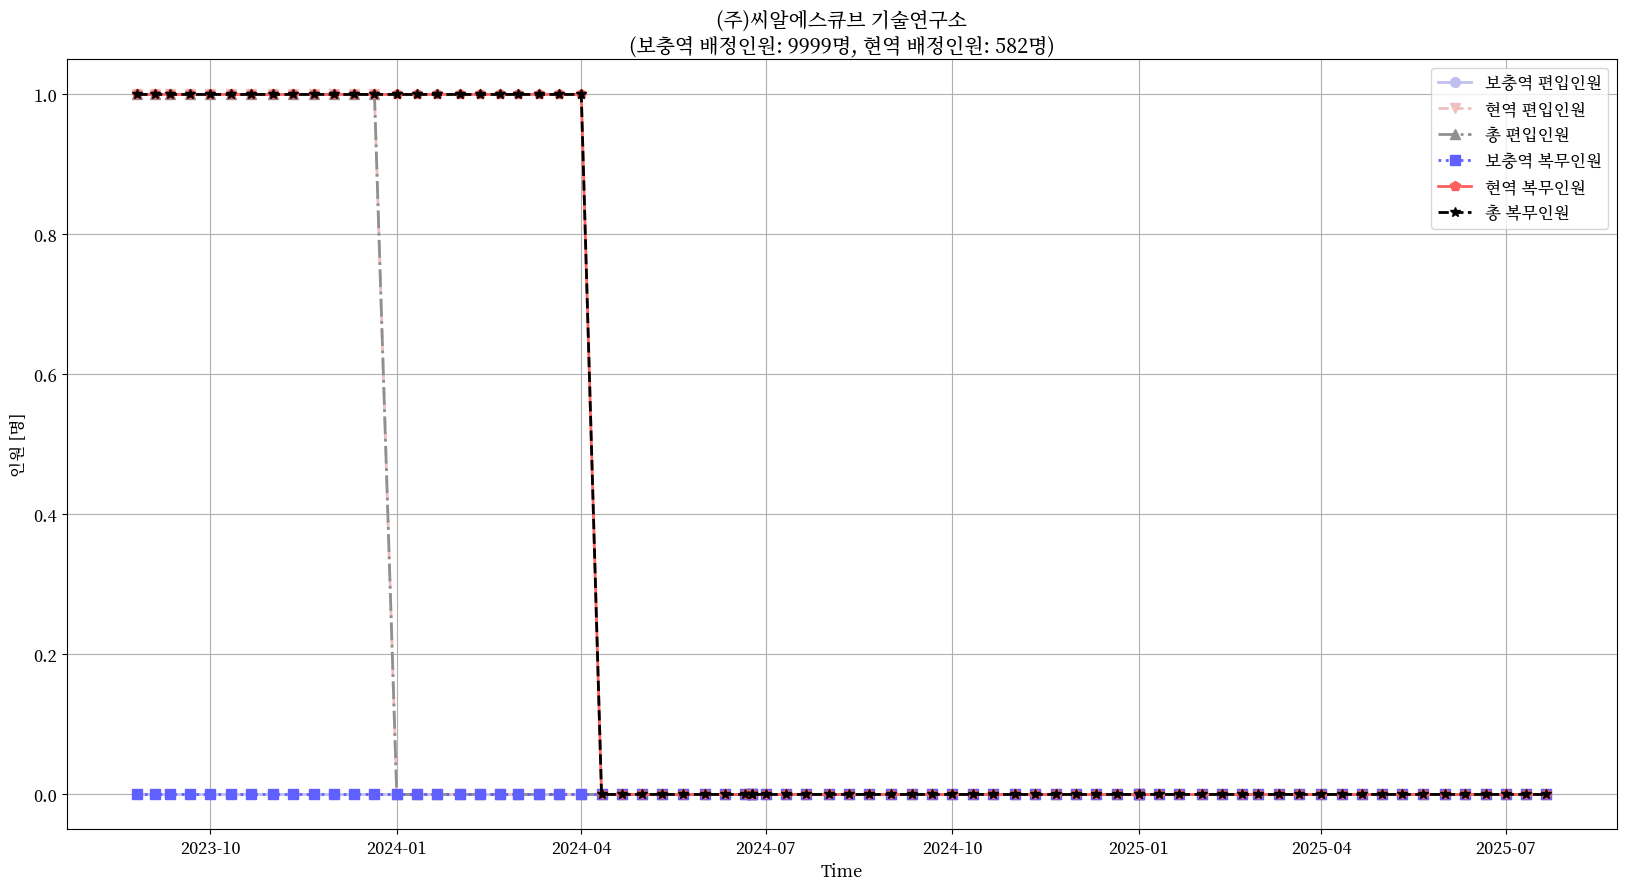 (주)씨알에스큐브 기술연구소
(보충역 배정인원: 9999명, 현역 배정인원: 582명)
보충역 편입인원
현역 편입인원
총 편입인원
보충역 복무인원
현역 복무인원
총 복무인원
인원 [명]
1.0
0.8
0.6
0.4
0.2
0.0
2023-10
2024-01
2024-04
2024-07
2024-10
2025-01
2025-04
2025-07
Time